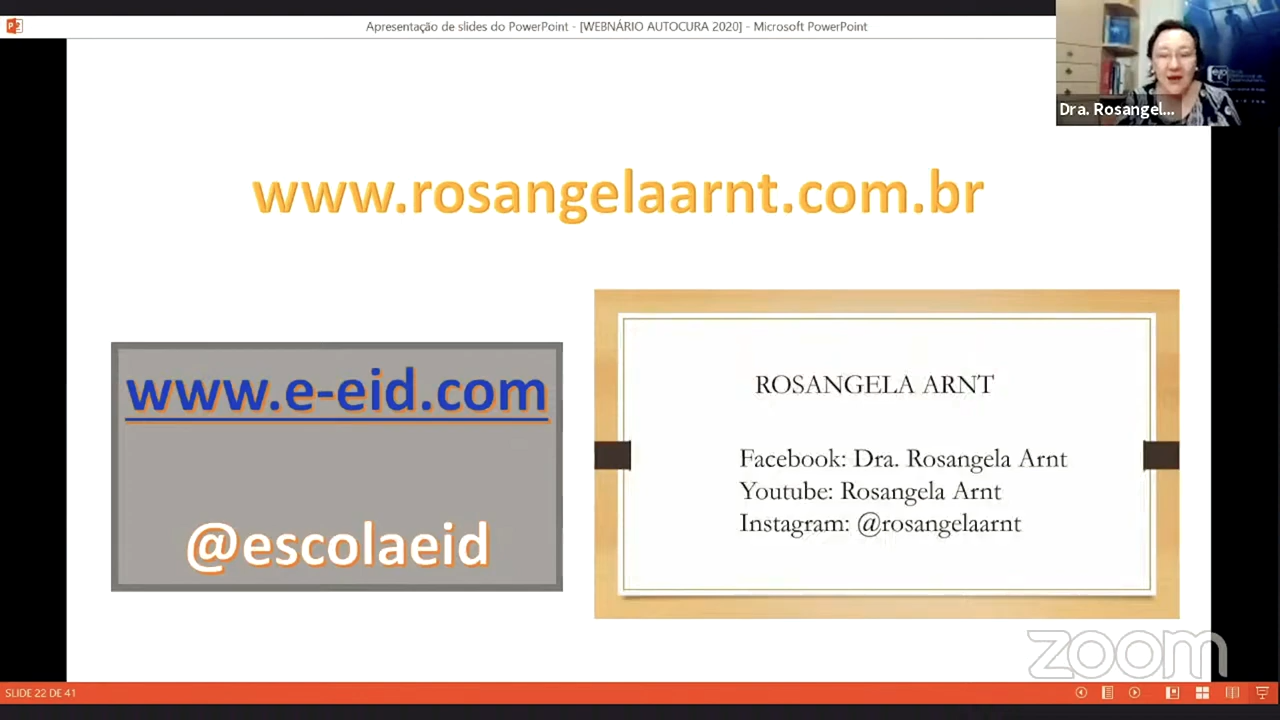 Apresentação de slides do PowerPoint - [WEBNÁRIO AUTOCURA 2020] - Microsoft PowerPoint
Dra. Rosangel...
www.rosangelaarnt.com.br
www.e-eid.com
@escolaeid
ROSANGELA ARNT
Facebook: Dra. Rosangela Arnt
Youtube: Rosangela Arnt
Instagram: @rosangelaarnt
zoom
SLIDE 22 DE 41